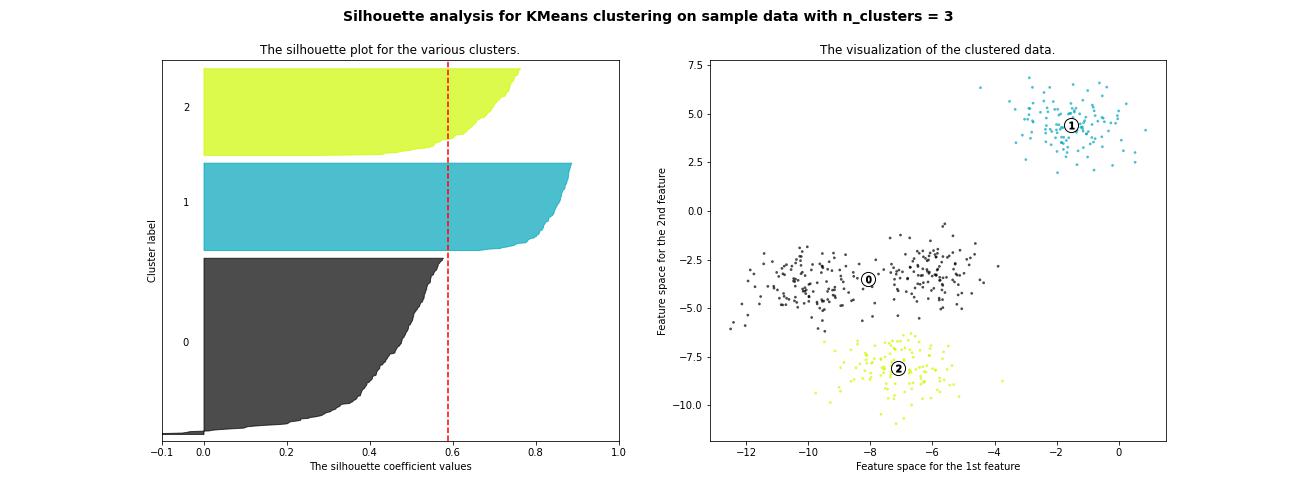 Silhouette analysis for KMeans clustering on sample data with n_clusters = 3
The silhouette plot for the various clusters.
2
1
0
Cluster label
−0.1 0.0 0.2 0.4 0.6 0.8 1.0
The silhouette coefficient values
The visualization of the clustered data.
7.5
5.0
2.5
0.0
−2.5
−5.0
−7.5
−10.0
Feature space for the 2nd feature
1
0
2
−12 −10 −8 −6 −4 −2 0
Feature space for the 1st feature